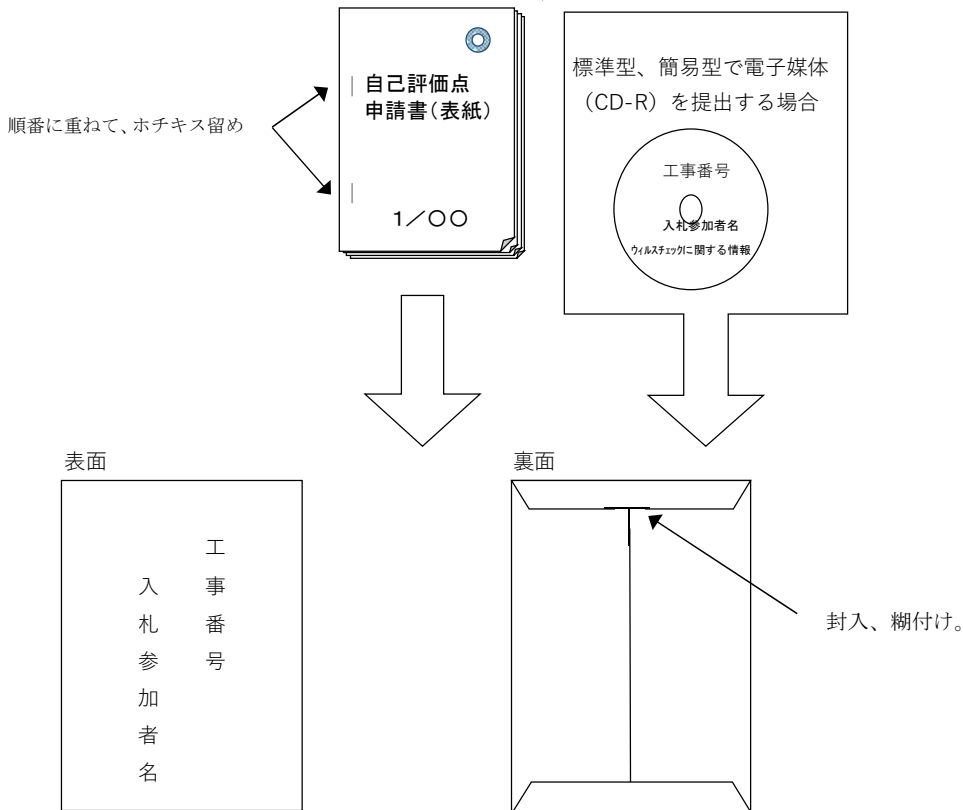 自己評価点
申請書（表紙）
順番に重ねて、ホチキス留め
1／〇〇
標準型、簡易型で電子媒体
（CD-R）を提出する場合
工事番号
入札参加者名
ウィルスチェックに関する情報
表面
工事番号
入札参加者名
裏面
封入、糊付け。